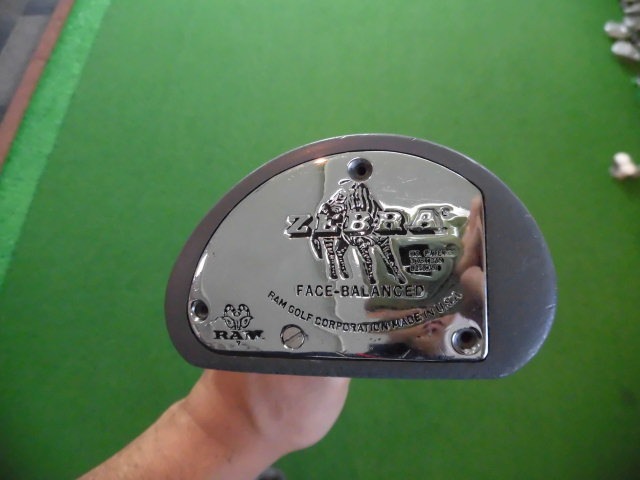 ZEBRA
FACE-BALANCED
RAM GOLF CORPORATION MADE IN U.S.A.
RAM